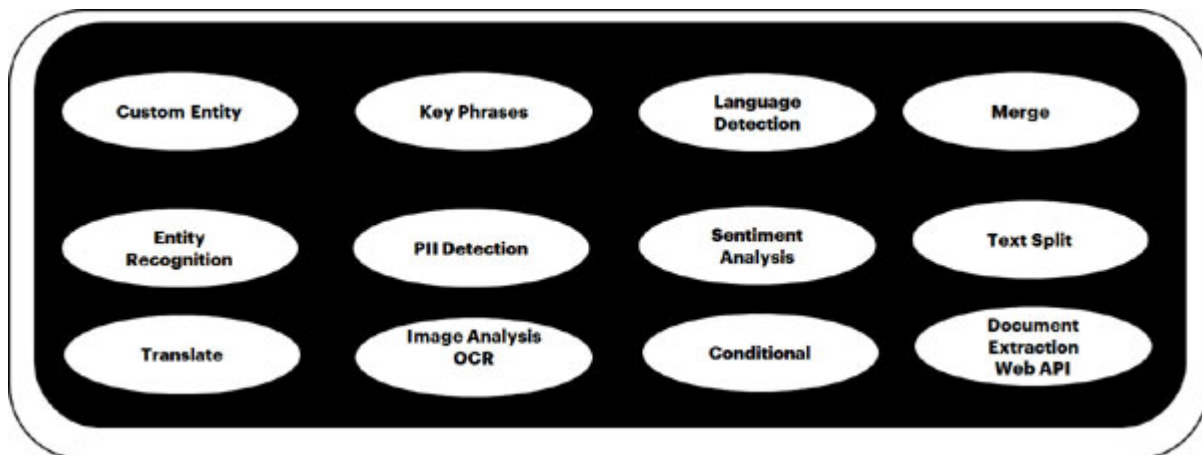 Custom Entity
Key Phrases
Language
Detection
Merge
Entity
Recognition
PII Detection
Sentiment
Analysis
Text Split
Translate
Image Analysis
OCR
Conditional
Document
Extraction
Web API